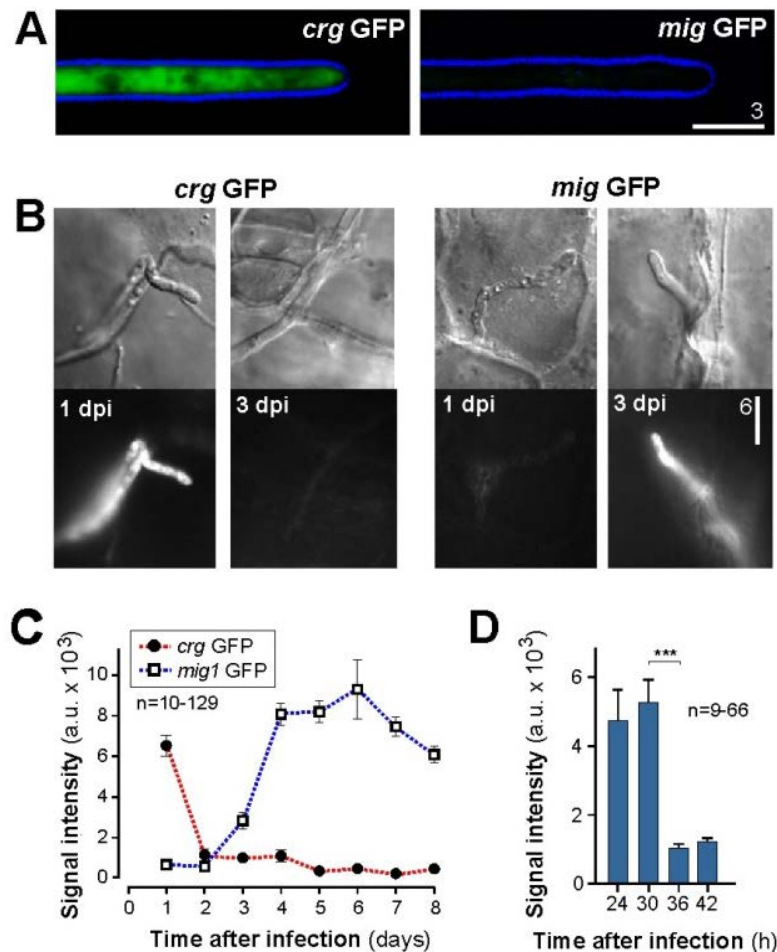 A
crg GFP
mig GFP
3
crg GFP
mig GFP
B
1 dpi
3 dpi
1 dpi
3 dpi
6
C
Signal intensity (a.u. x 10³)
10
8
6
4
2
0
crg GFP
mig1 GFP
n=10-129
0 1 2 3 4 5 6 7 8
Time after infection (days)
D
Signal intensity (a.u. x 10³)
6
4
2
0
***
n=9-66
24 30 36 42
Time after infection (h)